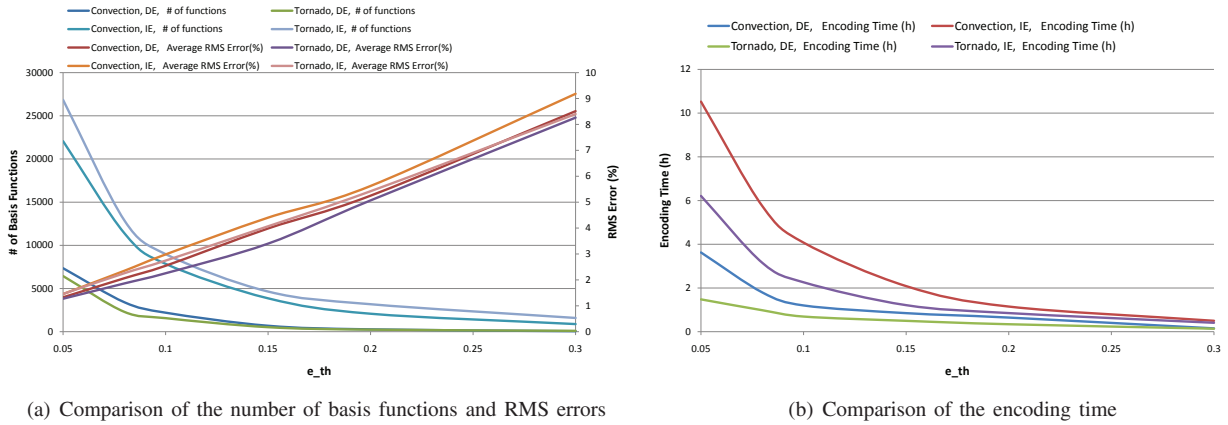 Convection, DE, # of functions
Tornado, DE, # of functions
Convection, IE, # of functions
Tornado, IE, # of functions
Convection, DE, Average RMS Error(%)
Tornado, DE, Average RMS Error(%)
Convection, IE, Average RMS Error(%)
Tornado, IE, Average RMS Error(%)
30000
25000
20000
15000
10000
5000
0
# of Basis Functions
10
9
8
7
6
5
4
3
2
1
0
RMS Error (%)
0.05 0.1 0.15 0.2 0.3
e_th
(a) Comparison of the number of basis functions and RMS errors
Convection, DE, Encoding Time (h)
Convection, IE, Encoding Time (h)
Tornado, DE, Encoding Time (h)
Tornado, IE, Encoding Time (h)
12
10
8
6
4
2
0
Encoding Time (h)
0.05 0.1 0.15 0.2 0.3
e_th
(b) Comparison of the encoding time